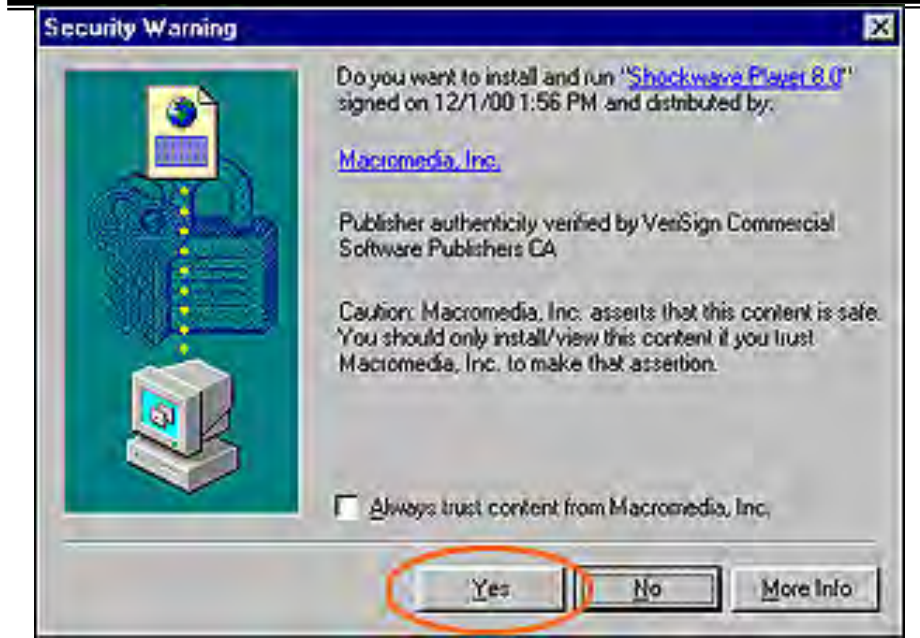 Security Warning
Do you want to install and run "Shockwave Player 8.0"
signed on 12/1/00 1:56 PM and distributed by:
Macromedia, Inc.
Publisher authenticity verified by VeriSign Commercial
Software Publishers CA
Caution: Macromedia, Inc. asserts that this content is safe.
You should only install/view this content if you trust
Macromedia, Inc. to make that assertion.
Always trust content from Macromedia, Inc.
Yes No More Info